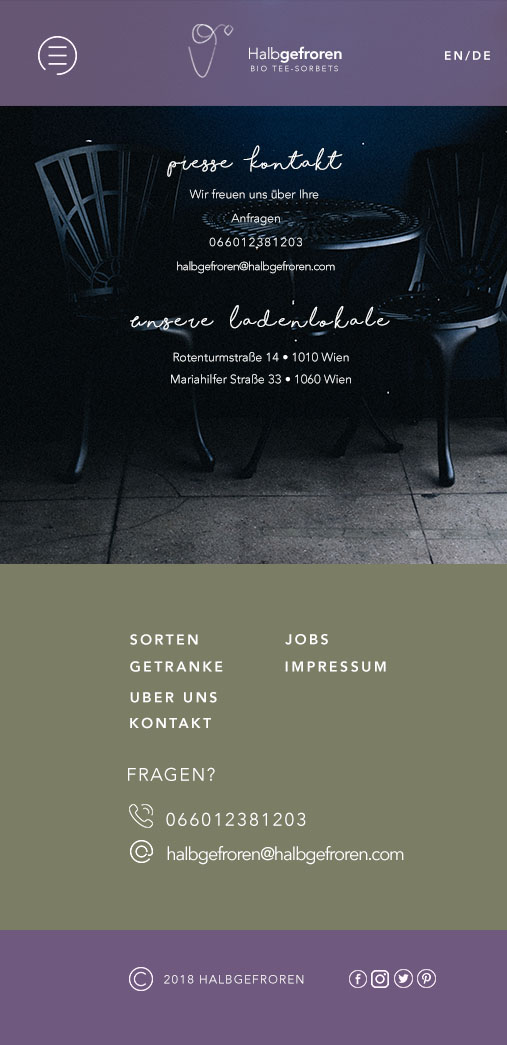 Halbgefroren
BIO TEE-SORBETS
EN/DE
presse kontakt
Wir freuen uns über Ihre
Anfragen
066012381203
halbgefroren@halbgefroren.com
unsere ladenlokale
Rotenturmstraße 14 • 1010 Wien
Mariahilfer Straße 33 • 1060 Wien
SORTEN
JOBS
GETRANKE
IMPRESSUM
UBER UNS
KONTAKT
FRAGEN?
066012381203
halbgefroren@halbgefroren.com
© 2018 HALBGEFROREN